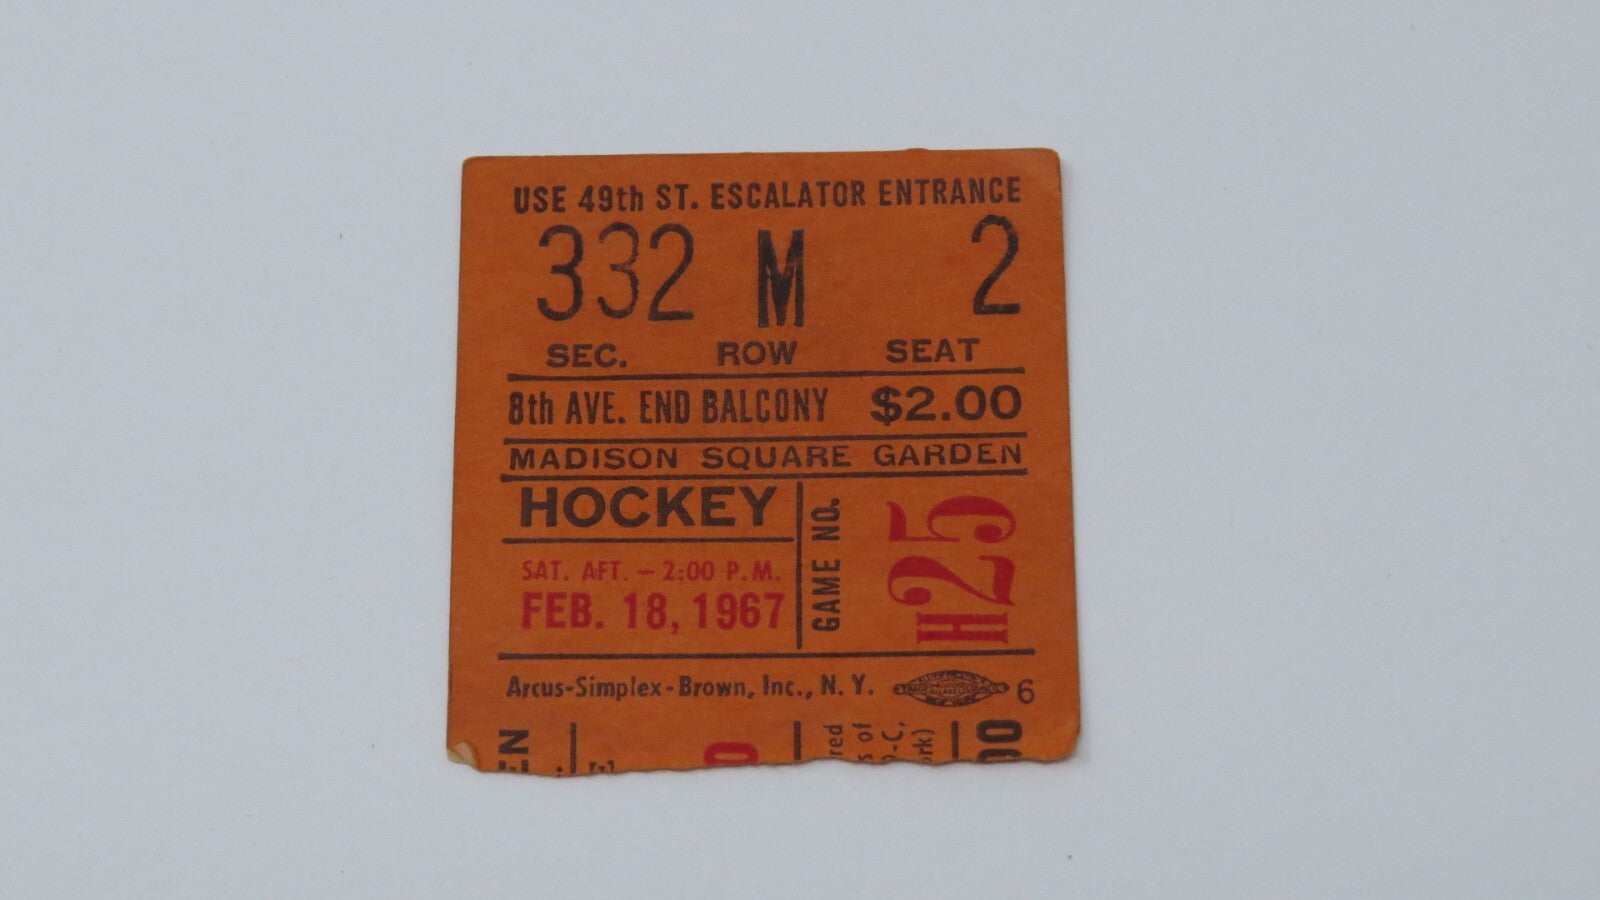 USE 49th ST. ESCALATOR ENTRANCE
332 M 2
SEC. ROW SEAT
8th AVE. END BALCONY $2.00
MADISON SQUARE GARDEN
HOCKEY
SAT. AFT. – 2:00 P.M.
FEB. 18, 1967
GAME NO.
H25
Arcus-Simplex-Brown, Inc., N. Y.
6